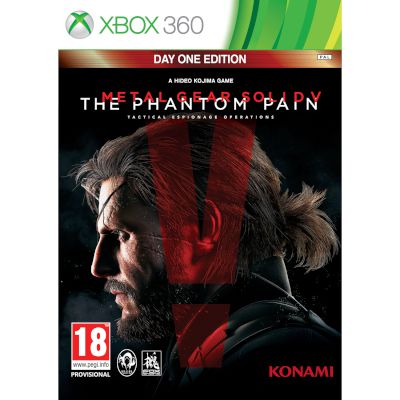 XBOX 360
DAY ONE EDITION
PAL
A HIDEO KOJIMA GAME
METAL GEAR SOLID V
THE PHANTOM PAIN
TACTICAL ESPIONAGE OPERATIONS
18
www.pegi.info
PROVISIONAL
KONAMI